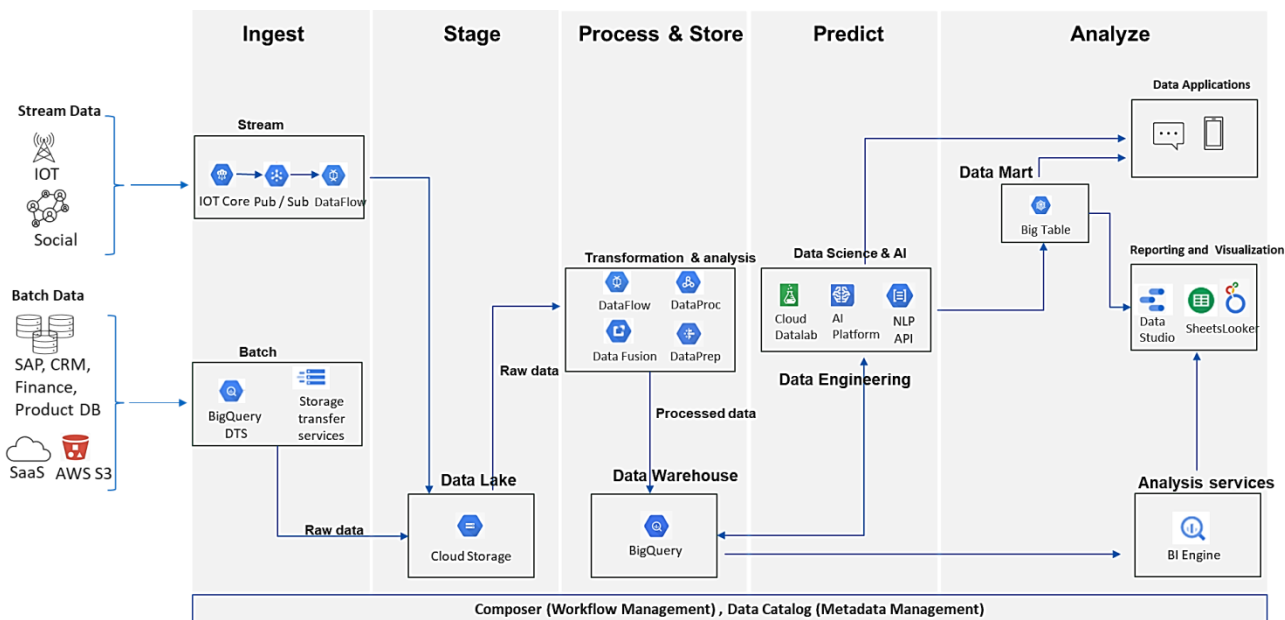 Ingest
Stage
Process & Store
Predict
Analyze
Stream Data
IOT
Social
Batch Data
SAP, CRM,
Finance,
Product DB
SaaS
AWS S3
Stream
IOT Core
Pub / Sub
DataFlow
Batch
BigQuery
DTS
Storage
transfer
services
Raw data
Data Lake
Cloud Storage
Raw data
Transformation & analysis
DataFlow
DataProc
Data Fusion
DataPrep
Processed data
Data Warehouse
BigQuery
Data Science & AI
Cloud
Datalab
AI
Platform
NLP
API
Data Engineering
Data Mart
Big Table
Data Applications
Reporting and Visualization
Data
Studio
SheetsLooker
Analysis services
BI Engine
Composer (Workflow Management) , Data Catalog (Metadata Management)